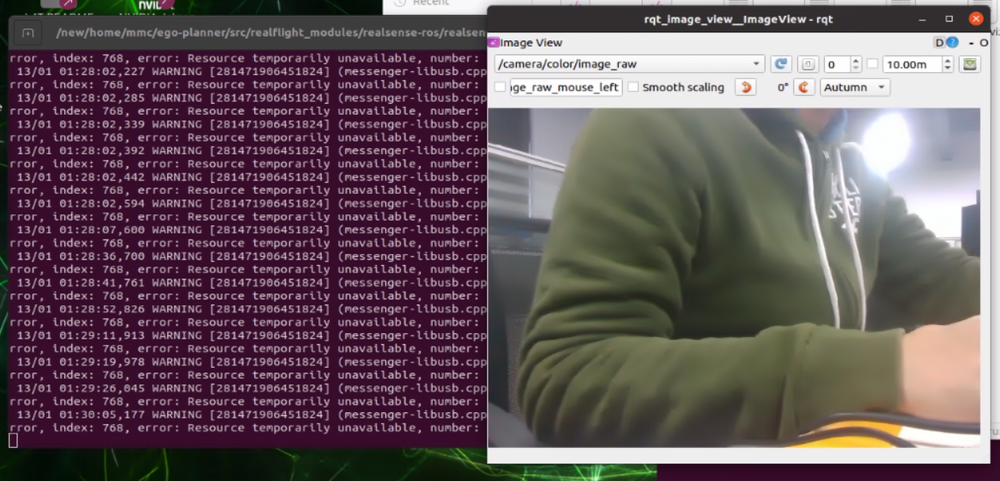 Recent
/new/home/mmc/ego-planner/src/realflight_modules/realsense-ros/realsen
rror, index: 768, error: Resource temporarily unavailable, number:
13/01 01:28:02,227 WARNING [281471906451824] (messenger-libusb.cpp
rror, index: 768, error: Resource temporarily unavailable, number:
13/01 01:28:02,285 WARNING [281471906451824] (messenger-libusb.cpp
rror, index: 768, error: Resource temporarily unavailable, number:
13/01 01:28:02,339 WARNING [281471906451824] (messenger-libusb.cpp
rror, index: 768, error: Resource temporarily unavailable, number:
13/01 01:28:02,392 WARNING [281471906451824] (messenger-libusb.cpp
rror, index: 768, error: Resource temporarily unavailable, number:
13/01 01:28:02,442 WARNING [281471906451824] (messenger-libusb.cpp
rror, index: 768, error: Resource temporarily unavailable, number:
13/01 01:28:02,594 WARNING [281471906451824] (messenger-libusb.cpp
rror, index: 768, error: Resource temporarily unavailable, number:
13/01 01:28:07,600 WARNING [281471906451824] (messenger-libusb.cpp
rror, index: 768, error: Resource temporarily unavailable, number:
13/01 01:28:36,700 WARNING [281471906451824] (messenger-libusb.cpp
rror, index: 768, error: Resource temporarily unavailable, number:
13/01 01:28:41,761 WARNING [281471906451824] (messenger-libusb.cpp
rror, index: 768, error: Resource temporarily unavailable, number:
13/01 01:28:52,826 WARNING [281471906451824] (messenger-libusb.cpp
rror, index: 768, error: Resource temporarily unavailable, number:
13/01 01:29:11,913 WARNING [281471906451824] (messenger-libusb.cpp
rror, index: 768, error: Resource temporarily unavailable, number:
13/01 01:29:19,978 WARNING [281471906451824] (messenger-libusb.cpp
rror, index: 768, error: Resource temporarily unavailable, number:
13/01 01:29:26,045 WARNING [281471906451824] (messenger-libusb.cpp
rror, index: 768, error: Resource temporarily unavailable, number:
13/01 01:30:05,177 WARNING [281471906451824] (messenger-libusb.cpp
rror, index: 768, error: Resource temporarily unavailable, number:
rqt_image_view__ImageView - rqt
Image View
D ? - O
/camera/color/image_raw 0 10.00m
ge_raw_mouse_left Smooth scaling 0° Autumn